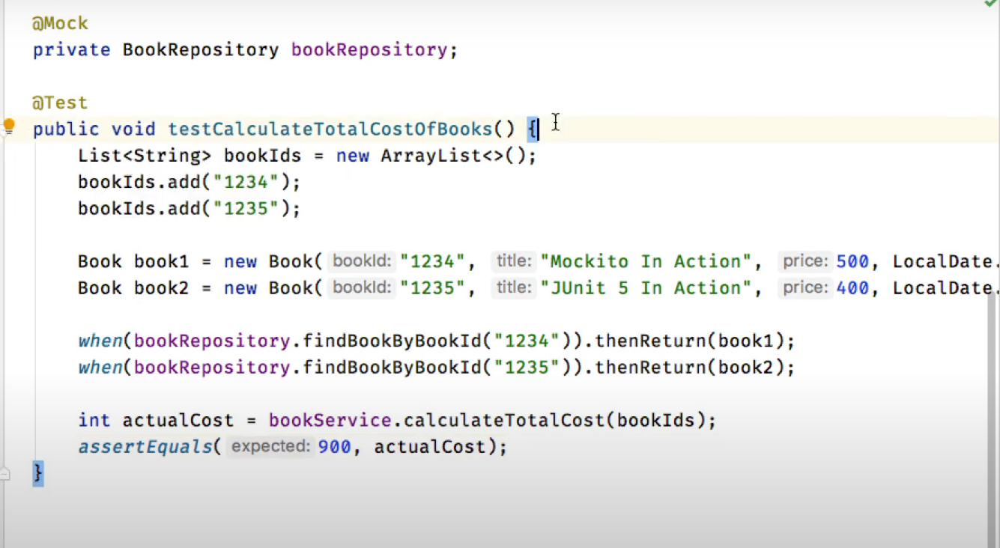 @Mock
private BookRepository bookRepository;
@Test
public void testCalculateTotalCostOfBooks() {
List<String> bookIds = new ArrayList<>();
bookIds.add("1234");
bookIds.add("1235");
Book book1 = new Book( bookId: "1234", title: "Mockito In Action", price: 500, LocalDate.
Book book2 = new Book( bookId: "1235", title: "JUnit 5 In Action", price: 400, LocalDate.
when(bookRepository.findBookByBookId("1234")).thenReturn(book1);
when(bookRepository.findBookByBookId("1235")).thenReturn(book2);
int actualCost = bookService.calculateTotalCost(bookIds);
assertEquals( expected: 900, actualCost);
}